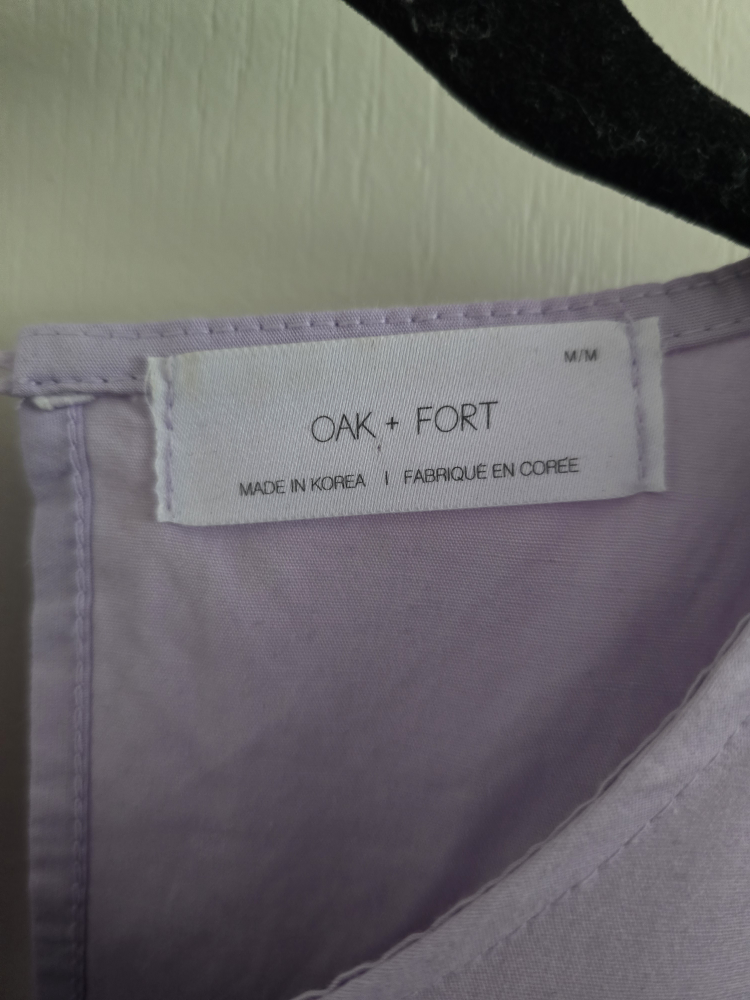 M/M
OAK + FORT
MADE IN KOREA | FABRIQUÉ EN CORÉE